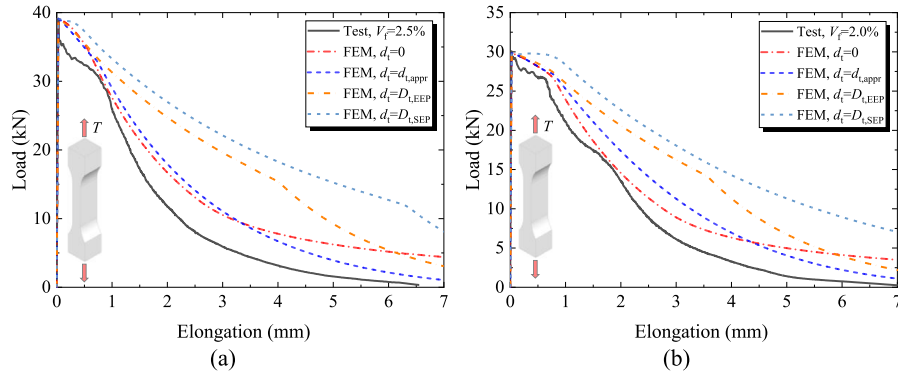 40
30
20
10
0
Load (kN)
Test, Vf=2.5%
FEM, dt=0
FEM, dt=dt,appr
FEM, dt=Dt,EEP
FEM, dt=Dt,SEP
T
0 1 2 3 4 5 6 7
Elongation (mm)
(a)
35
30
25
20
15
10
5
0
Load (kN)
Test, Vf=2.0%
FEM, dt=0
FEM, dt=dt,appr
FEM, dt=Dt,EEP
FEM, dt=Dt,SEP
T
0 1 2 3 4 5 6 7
Elongation (mm)
(b)